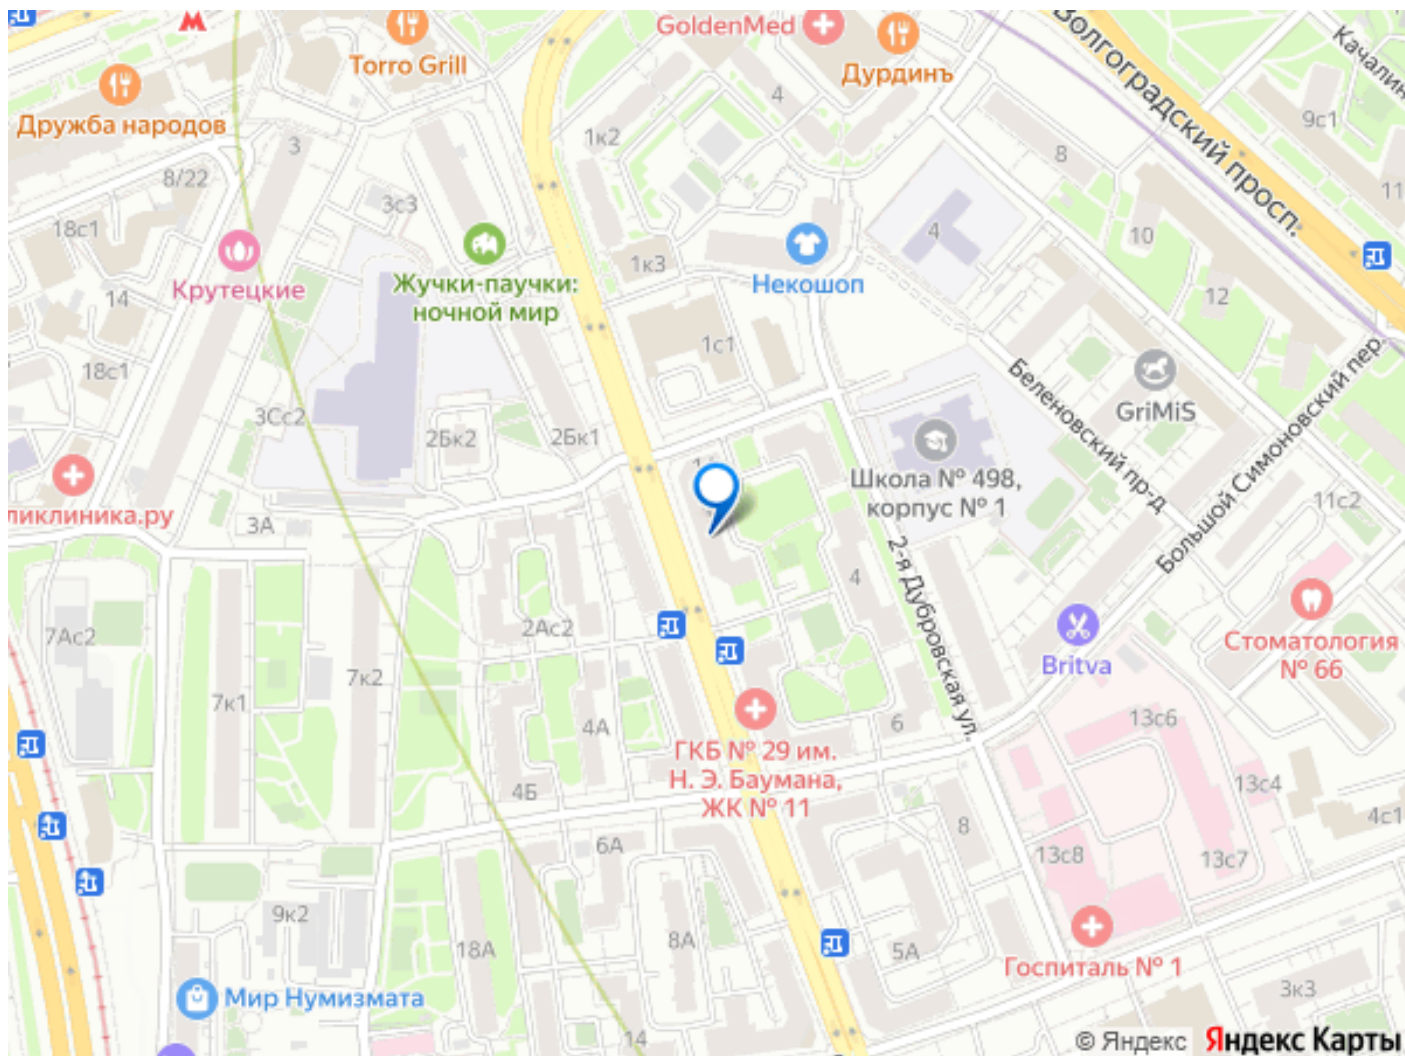 GoldenMed
Torro Grill
Дурдинъ
Дружба народов
Волгоградский просп.
Качалин
9с1
4
1к2
3
8
11
8/22
3с3
18с1
4
10
Крутецкие
Жучки-паучки:
ночной мир
1к3
Некошоп
14
12
1с1
18с1
Беленовский пр-д
GriMiS
Большой Симоновский пер.
3Сс2
2Бк2
2Бк1
Школа № 498,
корпус № 1
11с2
ликлиника.ру
3А
2-я Дубровская ул.
4
7Ас2
2Ас2
Стоматология
№ 66
Britva
7к2
7к1
4А
6
13с6
ГКБ № 29 им.
Н. Э. Баумана,
ЖК № 11
4Б
13с4
4с1
8
6А
13с8
13с7
9к2
18А
8А
5А
Госпиталь № 1
3к3
Мир Нумизмата
14
© Яндекс Яндекс Карты